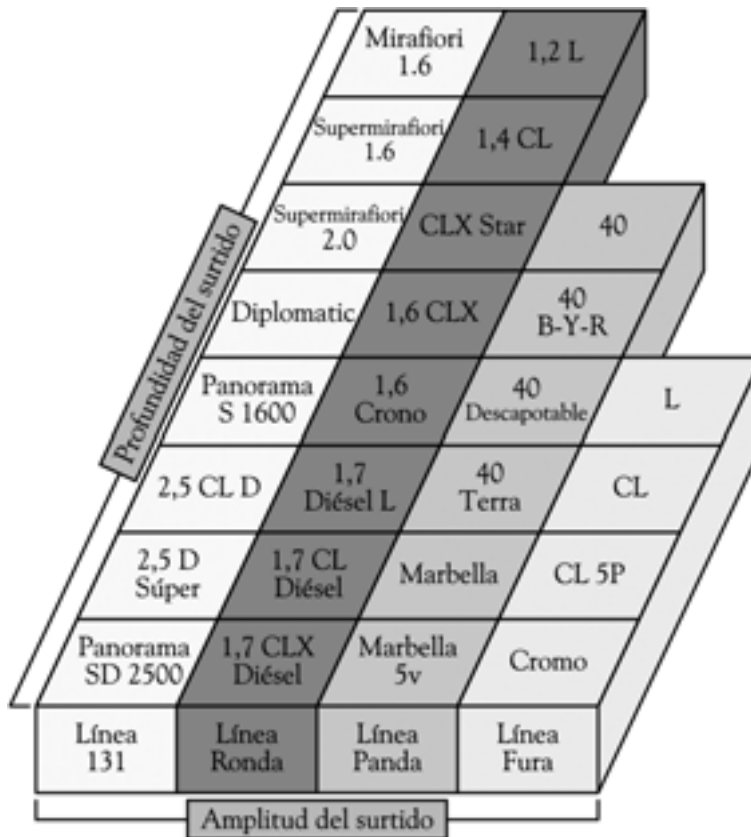 Mirafiori
1.6
1,2 L
Supermirafiori
1.6
1,4 CL
Supermirafiori
2.0
CLX Star
40
Diplomatic
1,6 CLX
40
B-Y-R
Panorama
S 1600
1,6
Crono
40
Descapotable
L
2,5 CL D
1,7
Diésel L
40
Terra
CL
2,5 D
Súper
1,7 CL
Diésel
Marbella
CL 5P
Panorama
SD 2500
1,7 CLX
Diésel
Marbella
5v
Cromo
Línea
131
Línea
Ronda
Línea
Panda
Línea
Fura
Profundidad del surtido
Amplitud del surtido